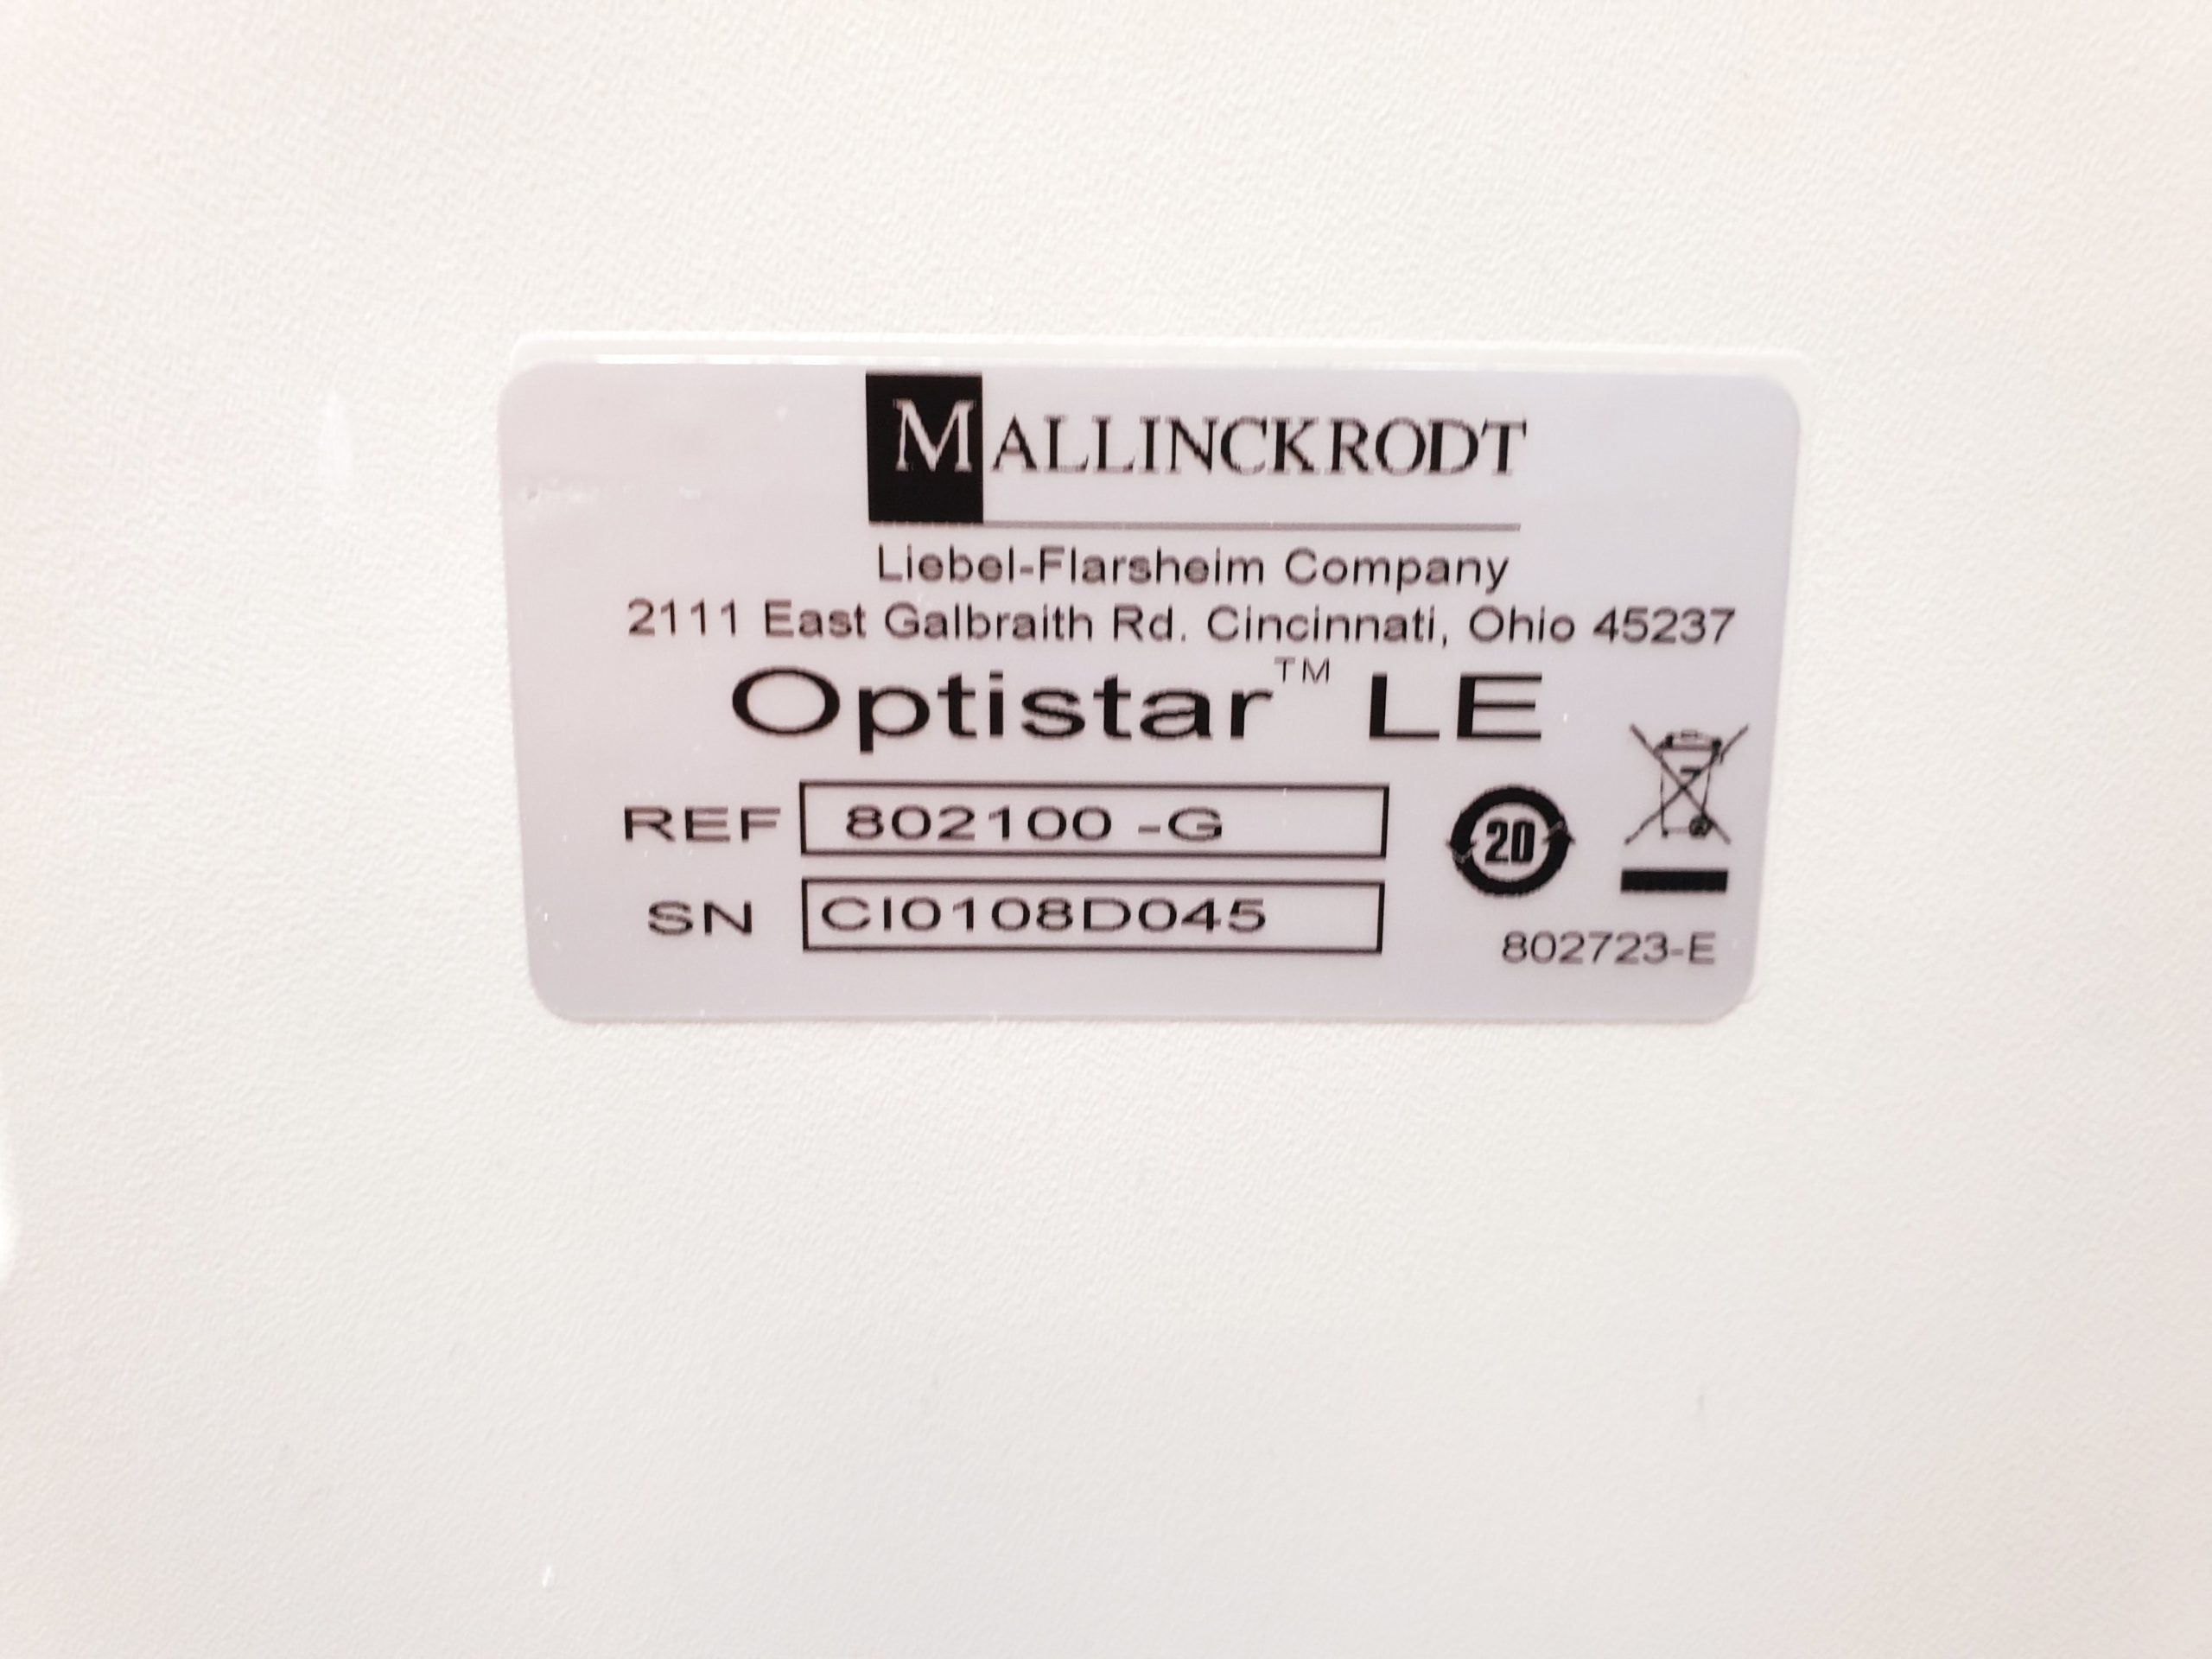 MALLINCKRODT
Liebel-Flarsheim Company
2111 East Galbraith Rd. Cincinnati, Ohio 45237
Optistar™ LE
REF 802100 -G
SN CI0108D045
20
802723-E